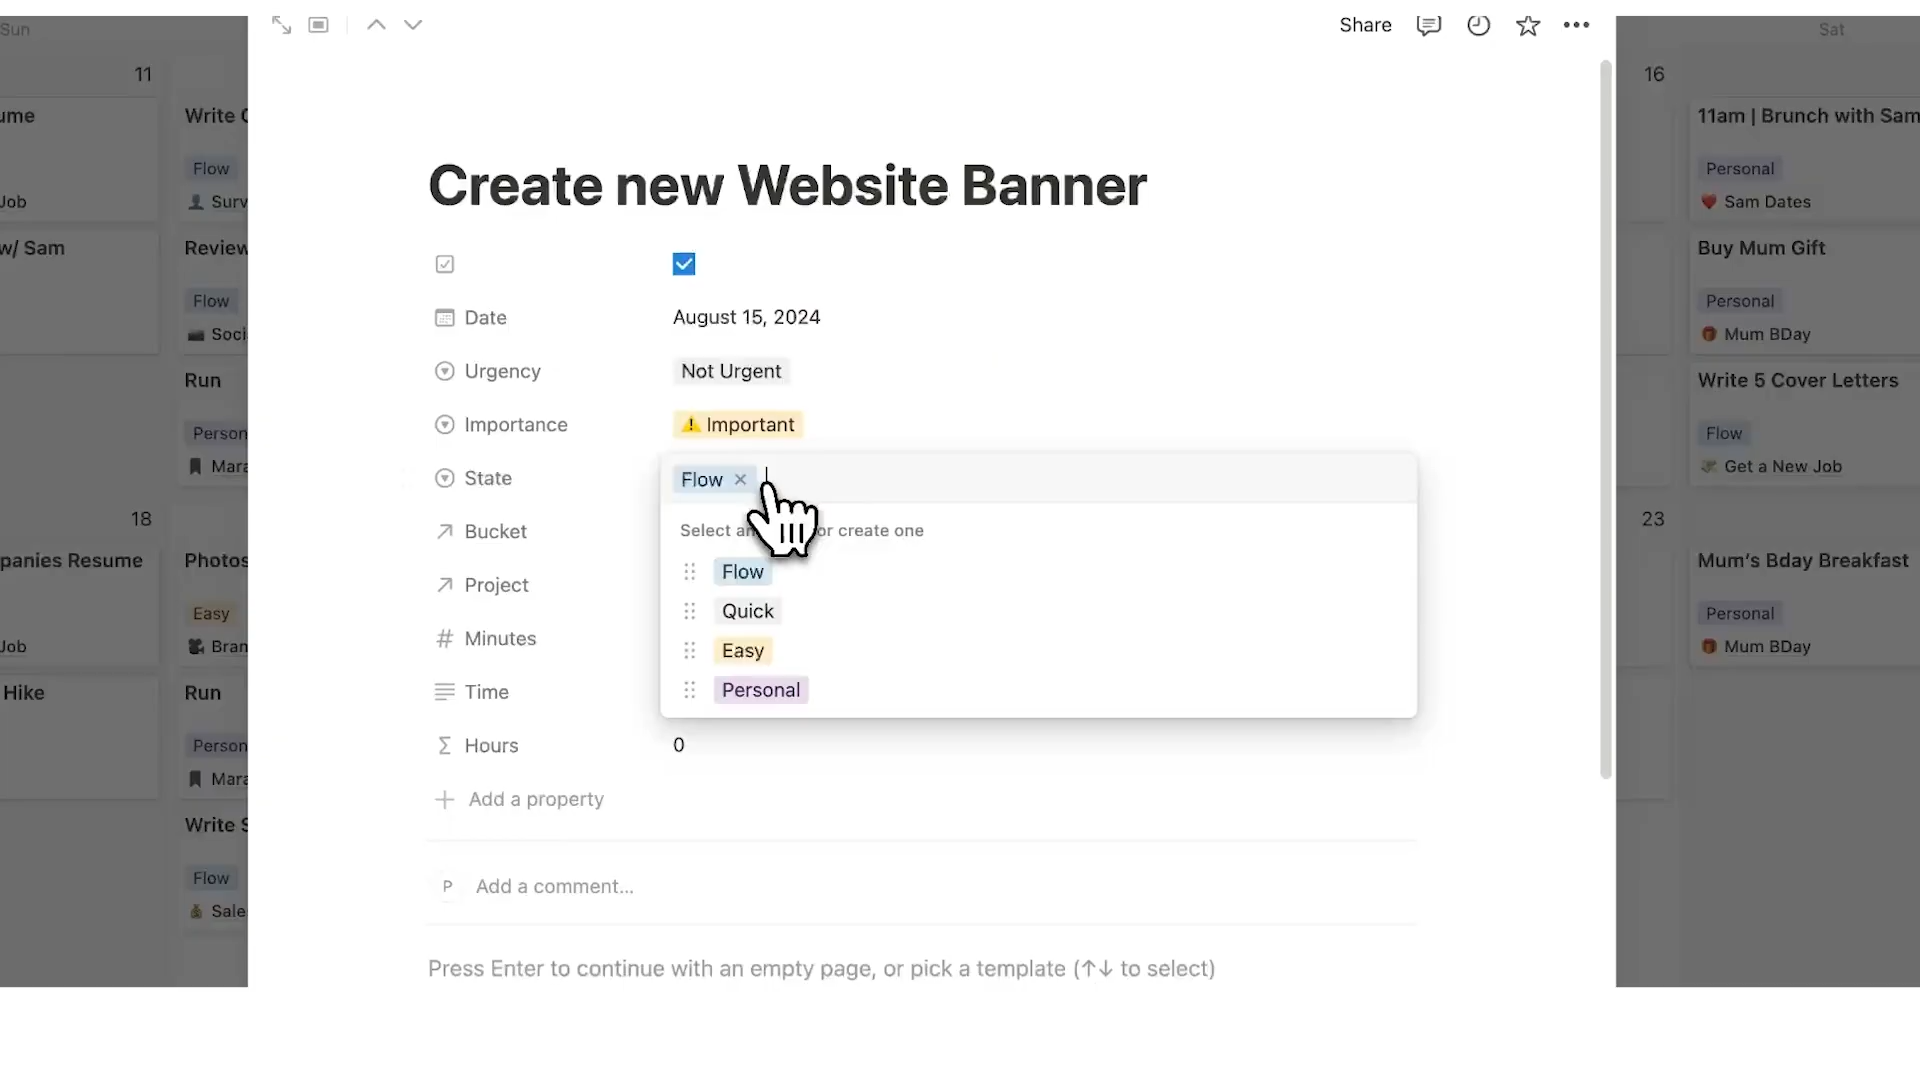 Share
Sun
Sat
11
16
ume
Write
11am | Brunch with Sam
Flow
Personal
Job
Surv
Sam Dates
Create new Website Banner
w/ Sam
Review
Buy Mum Gift
Flow
Personal
Soci
Mum BDay
Date
August 15, 2024
Urgency
Not Urgent
Run
Write 5 Cover Letters
Importance
Important
Person
Flow
Mara
Get a New Job
State
Flow
18
23
Bucket
Select an or create one
Flow
panies Resume
Photos
Mum's Bday Breakfast
Project
Quick
Easy
Personal
Minutes
Easy
Job
Bran
Mum BDay
Time
Personal
Hike
Run
Hours
0
Person
Mara
Add a property
Write S
Flow
P
Add a comment...
Sale
Press Enter to continue with an empty page, or pick a template (↑↓ to select)